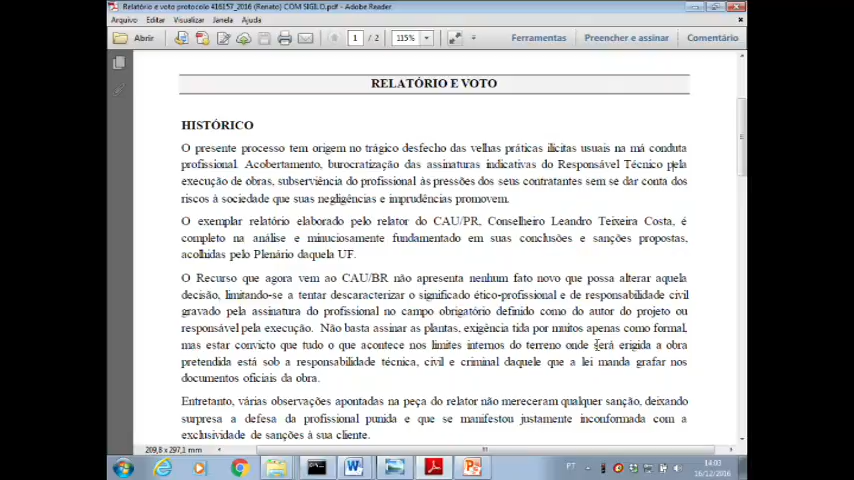 Relatório e voto protocolo 416157_2016 (Renato) COM SIGILO.pdf - Adobe Reader
Arquivo Editar Visualizar Janela Ajuda
Abrir 1 / 2 135% Ferramentas Preencher e assinar Comentário
RELATÓRIO E VOTO
HISTÓRICO
O presente processo tem origem no trágico desfecho das velhas práticas ilícitas usuais na má conduta
profissional. Acobertamento, burocratização das assinaturas indicativas do Responsável Técnico pela
execução de obras, subserviência do profissional às pressões dos seus contratantes sem se dar conta dos
riscos à sociedade que suas negligências e imprudências promovem.
O exemplar relatório elaborado pelo relator do CAU/PR, Conselheiro Leandro Teixeira Costa, é
completo na análise e minuciosamente fundamentado em suas conclusões e sanções propostas,
acolhidas pelo Plenário daquela UF.
O Recurso que agora vem ao CAU/BR não apresenta nenhum fato novo que possa alterar aquela
decisão, limitando-se a tentar descaracterizar o significado ético-profissional e de responsabilidade civil
gravado pela assinatura do profissional no campo obrigatório definido como do autor do projeto ou
responsável pela execução. Não basta assinar as plantas, exigência tida por muitos apenas como formal,
mas estar convicto que tudo o que acontece nos limites internos do terreno onde será erigida a obra
pretendida está sob a responsabilidade técnica, civil e criminal daquele que a lei manda grafar nos
documentos oficiais da obra.
Entretanto, várias observações apontadas na peça do relator não mereceram qualquer sanção, deixando
surpresa a defesa da profissional punida e que se manifestou justamente inconformada com a
exclusividade de sanções à sua cliente.
209,8 x 297,1 mm
PT 14:03
16/12/2016